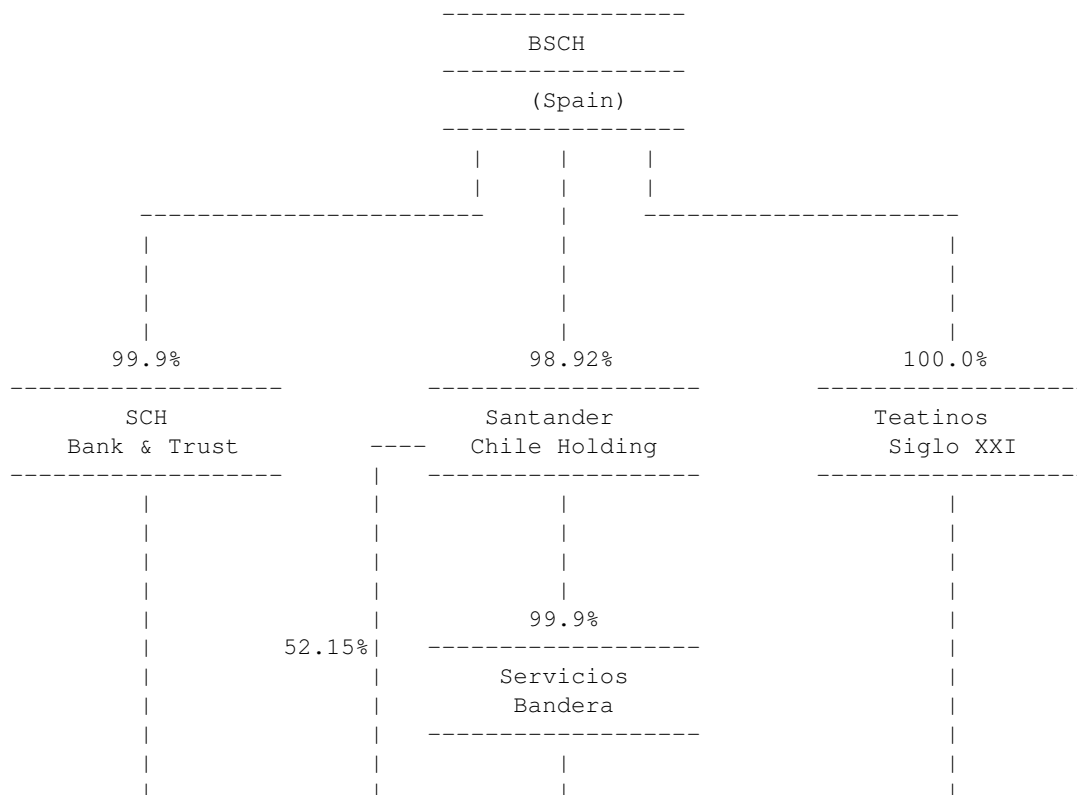 BSCH
(Spain)
99.9% 98.92% 100.0%
SCH Santander Teatinos
Bank & Trust Chile Holding Siglo XXI
99.9%
52.15%
Servicios
Bandera